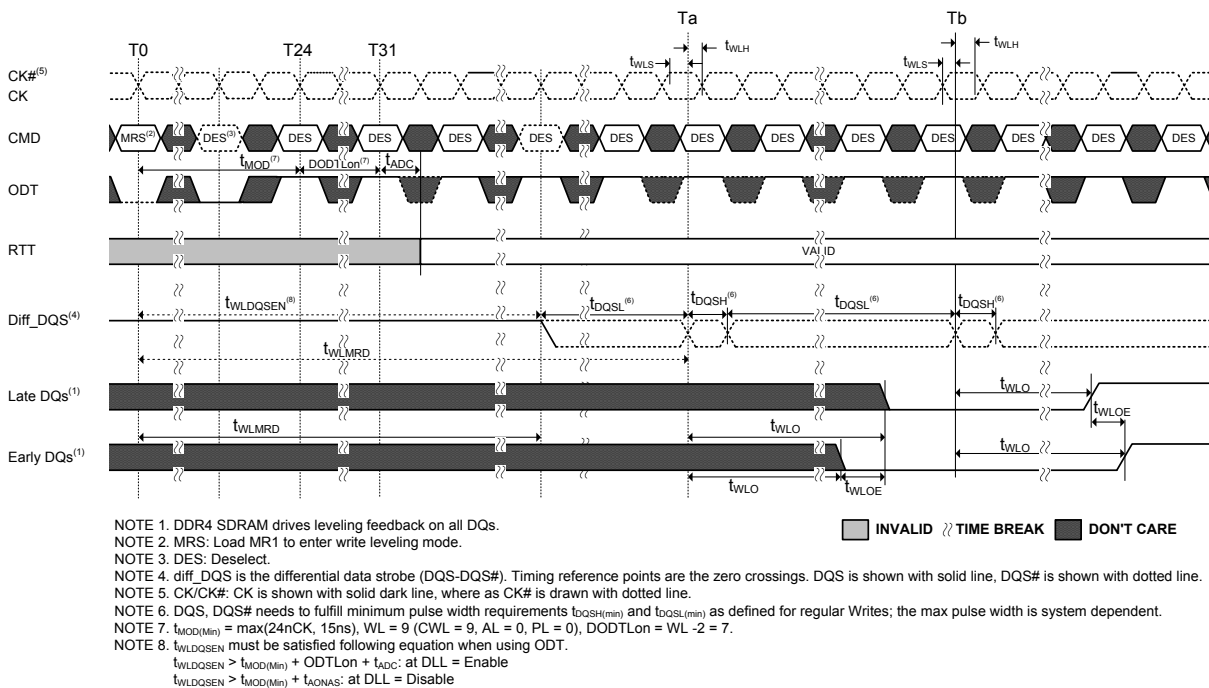 Ta Tb
T0 T24 T31
tWLH tWLH
tWLS tWLS
CK#(5)
CK
CMD MRS(2) DES(3) DES DES DES DES DES DES DES DES DES DES DES DES
tMOD(7) DODTLon(7) tADC
ODT
RTT VALID
tWLDQSEN(8) tDQSL(6) tDQSH(6) tDQSL(6) tDQSH(6)
Diff_DQS(4)
tWLMRD
Late DQs(1) tWLO
tWLOE
tWLMRD tWLO
Early DQs(1) tWLO
tWLO tWLOE
NOTE 1. DDR4 SDRAM drives leveling feedback on all DQs.
INVALID TIME BREAK DON'T CARE
NOTE 2. MRS: Load MR1 to enter write leveling mode.
NOTE 3. DES: Deselect.
NOTE 4. diff_DQS is the differential data strobe (DQS-DQS#). Timing reference points are the zero crossings. DQS is shown with solid line, DQS# is shown with dotted line.
NOTE 5. CK/CK#: CK is shown with solid dark line, where as CK# is drawn with dotted line.
NOTE 6. DQS, DQS# needs to fulfill minimum pulse width requirements tDQSH(min) and tDQSL(min) as defined for regular Writes; the max pulse width is system dependent.
NOTE 7. tMOD(Min) = max(24nCK, 15ns), WL = 9 (CWL = 9, AL = 0, PL = 0), DODTLon = WL -2 = 7.
NOTE 8. tWLDQSEN must be satisfied following equation when using ODT.
tWLDQSEN > tMOD(Min) + ODTLon + tADC: at DLL = Enable
tWLDQSEN > tMOD(Min) + tAONAS: at DLL = Disable